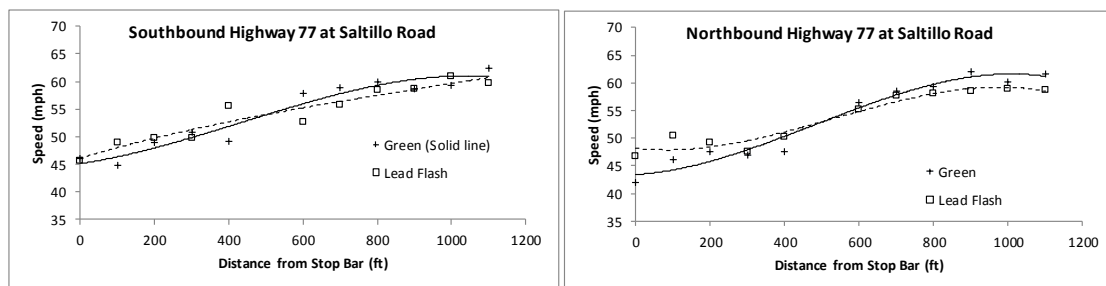 Southbound Highway 77 at Saltillo Road
70
65
60
55
50
45
40
35
Speed (mph)
Green (Solid line)
Lead Flash
0 200 400 600 800 1000 1200
Distance from Stop Bar (ft)
Northbound Highway 77 at Saltillo Road
70
65
60
55
50
45
40
35
Speed (mph)
Green
Lead Flash
0 200 400 600 800 1000 1200
Distance from Stop Bar (ft)